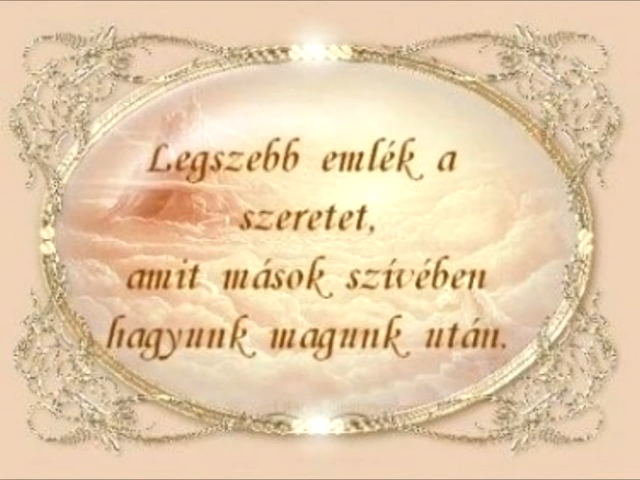 Legszebb emlék a
szeretet,
amit mások szívében
hagyunk magunk után.